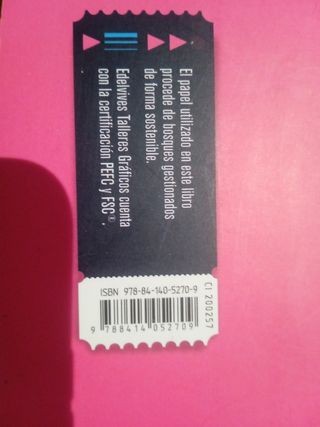 El papel utilizado en este libro
procede de bosques gestionados
de forma sostenible.
Edelvives Talleres Gráficos cuenta
con la certificación PEFC y FSC®.
ISBN 978-84-140-5270-9
9 788414 052709
CI 200257